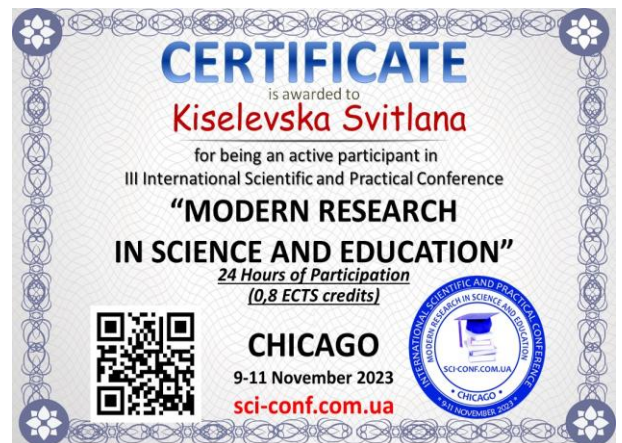 CERTIFICATE
is awarded to
Kiselevska Svitlana
for being an active participant in
III International Scientific and Practical Conference
“MODERN RESEARCH
IN SCIENCE AND EDUCATION”
24 Hours of Participation
(0,8 ECTS credits)
CHICAGO
9-11 November 2023
sci-conf.com.ua
INTERNATIONAL SCIENTIFIC AND PRACTICAL CONFERENCE
MODERN RESEARCH IN SCIENCE AND EDUCATION
SCI-CONF.COM.UA
• CHICAGO •
• 9-11 NOVEMBER 2023 •